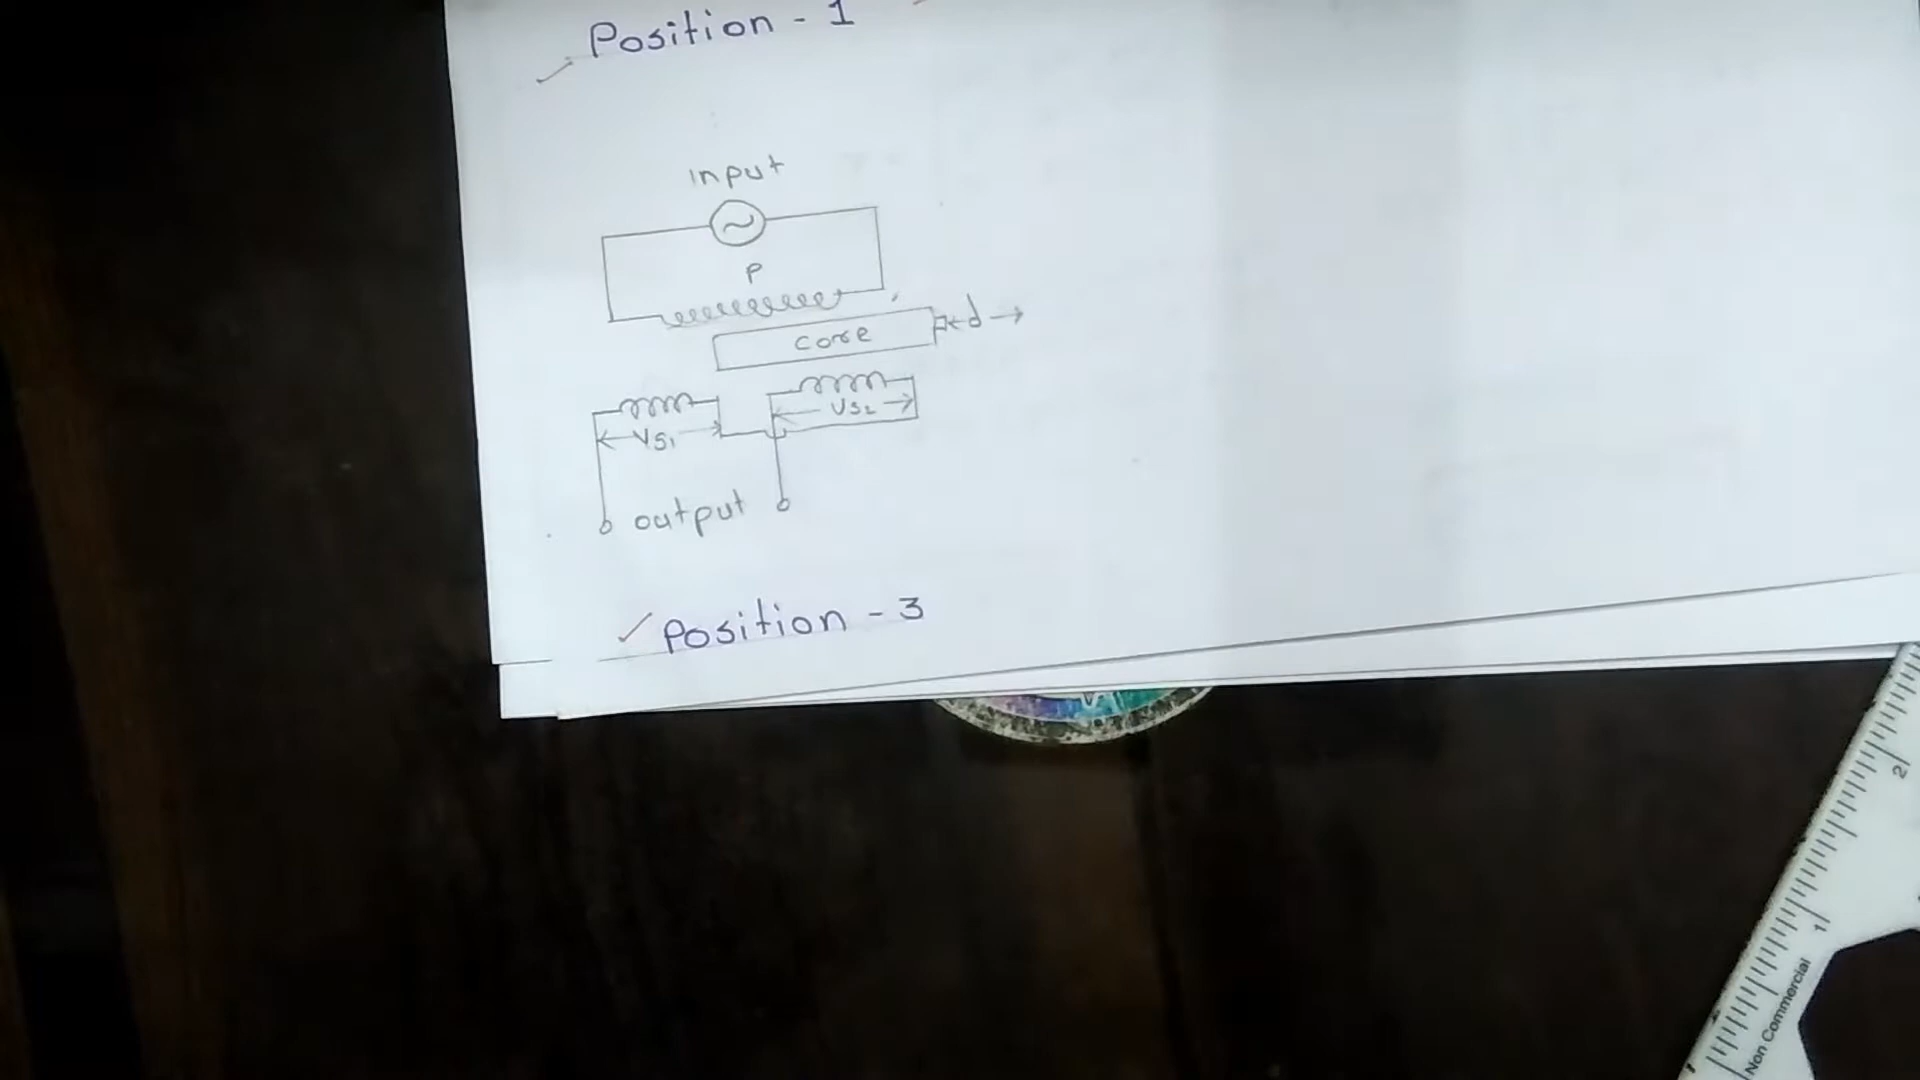 Position - 1
Input
P
core
d
VS1
VS2
output
Position - 3
2
1
Non Commercial